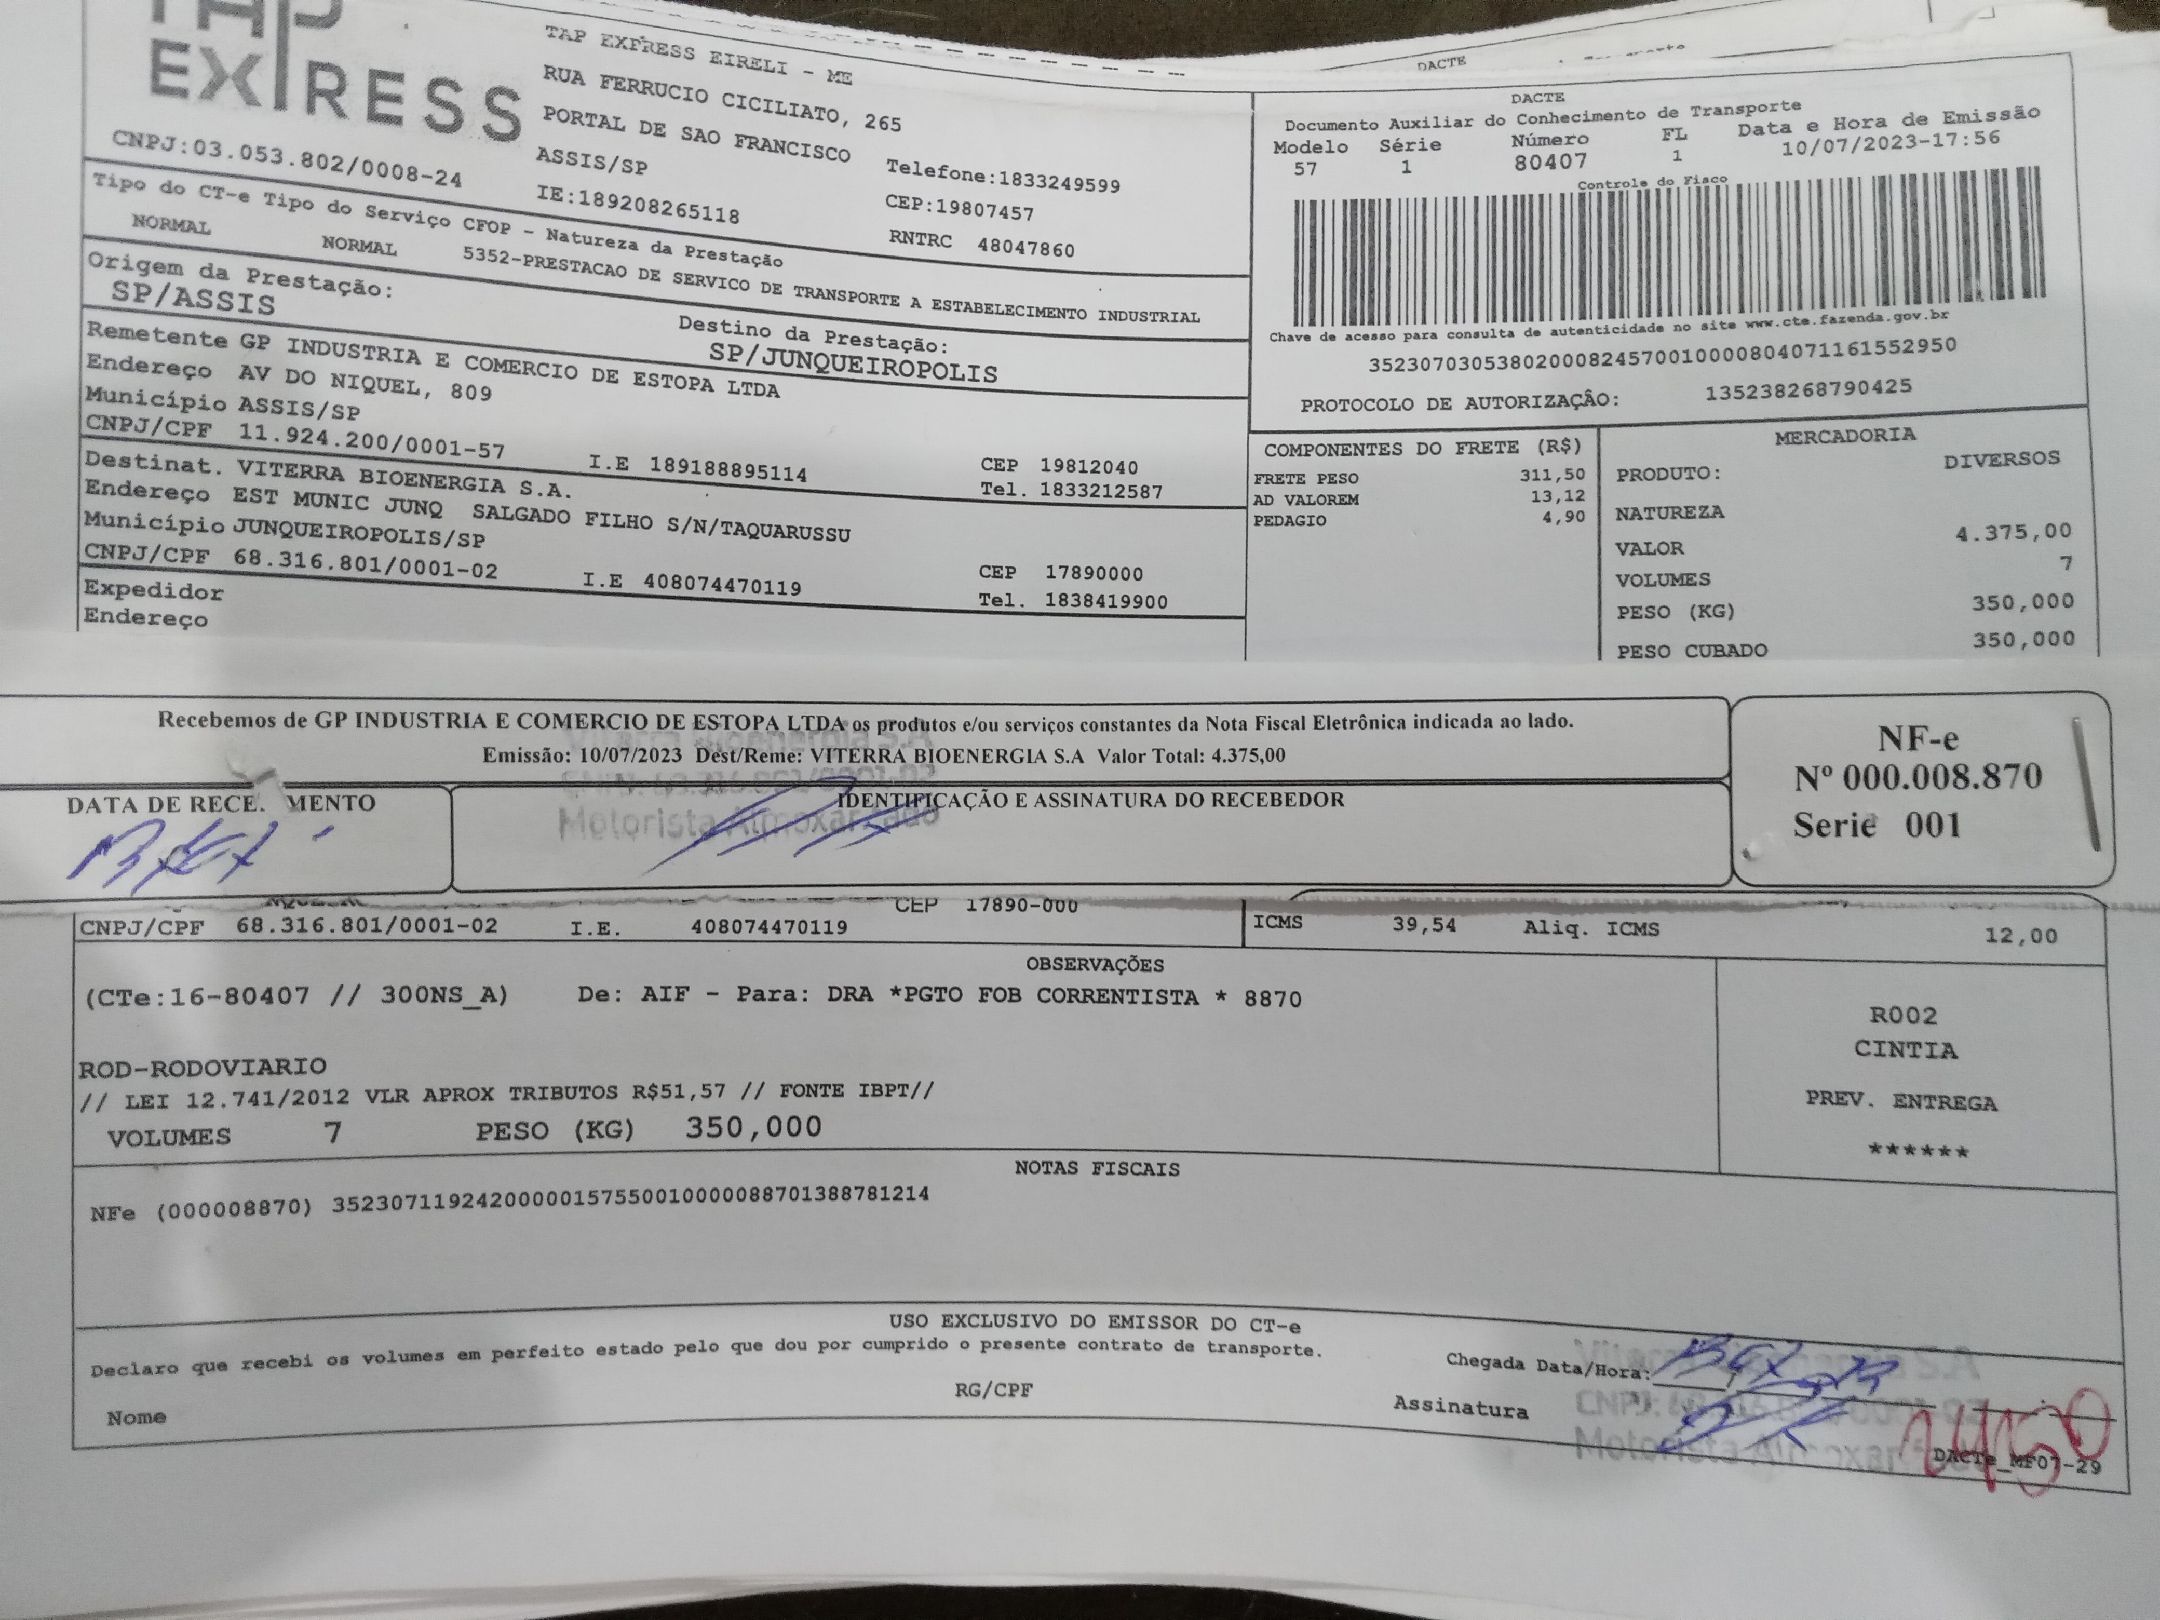 TAP
EXPRESS
CNPJ:03.053.802/0008-24
TAP EXPRESS EIRELI - ME
RUA FERRUCIO CICILIATO, 265
PORTAL DE SAO FRANCISCO
ASSIS/SP
IE:189208265118
Telefone:1833249599
CEP:19807457
RNTRC 48047860
DACTE
DACTE
Documento Auxiliar do Conhecimento de Transporte
Modelo Série Número FL Data e Hora de Emissão
57 1 80407 1 10/07/2023-17:56
Controle do Fisco
Chave de acesso para consulta de autenticidade no site www.cte.fazenda.gov.br
35230703053802000824570010000804071161552950
PROTOCOLO DE AUTORIZAÇÂO: 135238268790425
Tipo do CT-e Tipo do Serviço CFOP - Natureza da Prestação
NORMAL NORMAL 5352-PRESTACAO DE SERVICO DE TRANSPORTE A ESTABELECIMENTO INDUSTRIAL
Origem da Prestação: Destino da Prestação:
SP/ASSIS SP/JUNQUEIROPOLIS
Remetente GP INDUSTRIA E COMERCIO DE ESTOPA LTDA
Endereço AV DO NIQUEL, 809
Município ASSIS/SP CEP 19812040
CNPJ/CPF 11.924.200/0001-57 I.E 189188895114 Tel. 1833212587
Destinat. VITERRA BIOENERGIA S.A.
Endereço EST MUNIC JUNQ SALGADO FILHO S/N/TAQUARUSSU
Município JUNQUEIROPOLIS/SP CEP 17890000
CNPJ/CPF 68.316.801/0001-02 I.E 408074470119 Tel. 1838419900
Expedidor
Endereço
COMPONENTES DO FRETE (R$)
FRETE PESO 311,50
AD VALOREM 13,12
PEDAGIO 4,90
MERCADORIA
PRODUTO: DIVERSOS
NATUREZA
VALOR 4.375,00
VOLUMES 7
PESO (KG) 350,000
PESO CUBADO 350,000
Recebemos de GP INDUSTRIA E COMERCIO DE ESTOPA LTDA os produtos e/ou serviços constantes da Nota Fiscal Eletrônica indicada ao lado.
Emissão: 10/07/2023 Dest/Reme: VITERRA BIOENERGIA S.A Valor Total: 4.375,00
DATA DE RECE. MENTO
IDENTIFICAÇÃO E ASSINATURA DO RECEBEDOR
Motorista Almoxarifado
NF-e
Nº 000.008.870
Serie 001
CEP 17890-000
CNPJ/CPF 68.316.801/0001-02 I.E. 408074470119
ICMS 39,54 Aliq. ICMS 12,00
OBSERVAÇÕES
(CTe:16-80407 // 300NS_A) De: AIF - Para: DRA *PGTO FOB CORRENTISTA * 8870
ROD-RODOVIARIO
// LEI 12.741/2012 VLR APROX TRIBUTOS R$51,57 // FONTE IBPT//
VOLUMES 7 PESO (KG) 350,000
R002
CINTIA
PREV. ENTREGA
******
NOTAS FISCAIS
NFe (000008870) 35230711924200000157550010000088701388781214
USO EXCLUSIVO DO EMISSOR DO CT-e
Declaro que recebi os volumes em perfeito estado pelo que dou por cumprido o presente contrato de transporte.
Nome RG/CPF
Chegada Data/Hora:
Assinatura
Motorista Almoxarifado
DACTe_MF07-29